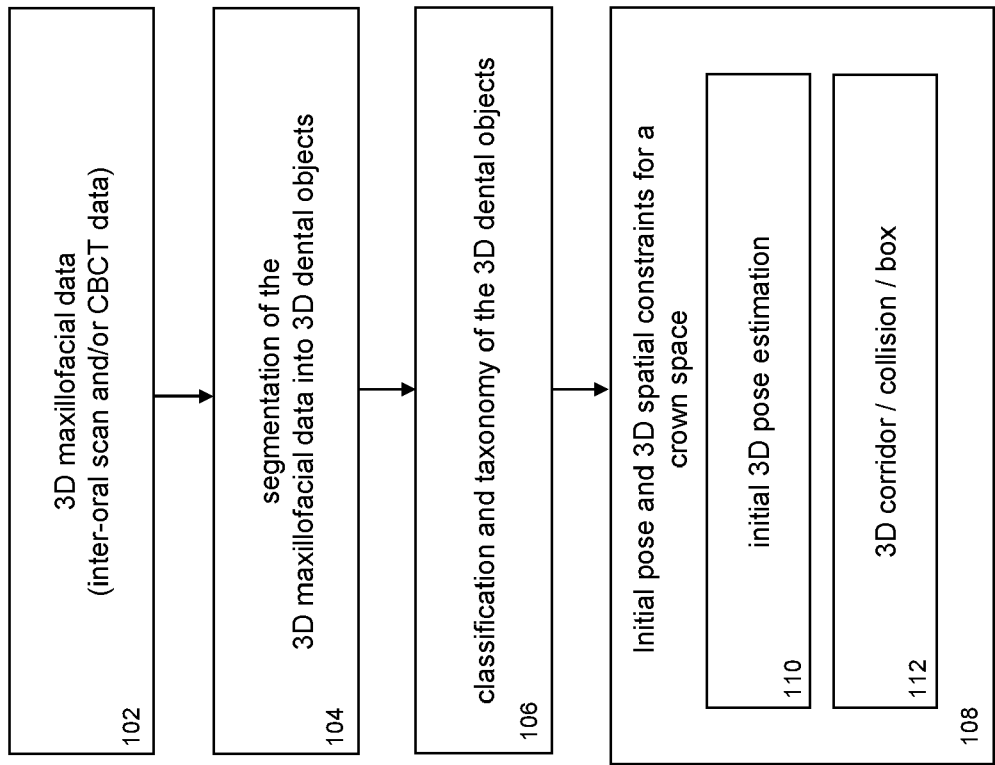 3D maxillofacial data
(inter-oral scan and/or CBCT data)
102
segmentation of the
3D maxillofacial data into 3D dental objects
104
classification and taxonomy of the 3D dental objects
106
Initial pose and 3D spatial constraints for a
crown space
initial 3D pose estimation
110
3D corridor / collision / box
112
108